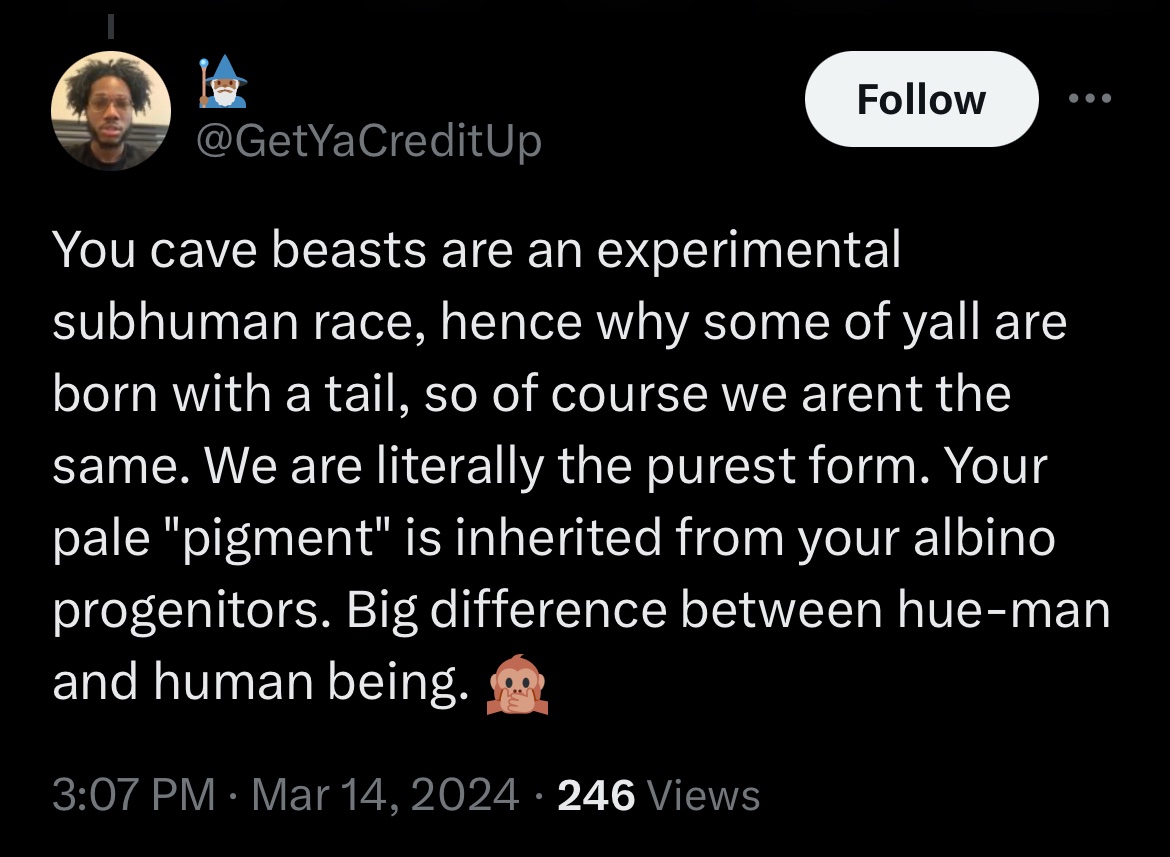 @GetYaCreditUp
Follow
You cave beasts are an experimental
subhuman race, hence why some of yall are
born with a tail, so of course we arent the
same. We are literally the purest form. Your
pale "pigment" is inherited from your albino
progenitors. Big difference between hue-man
and human being. 🙊
3:07 PM · Mar 14, 2024 · 246 Views